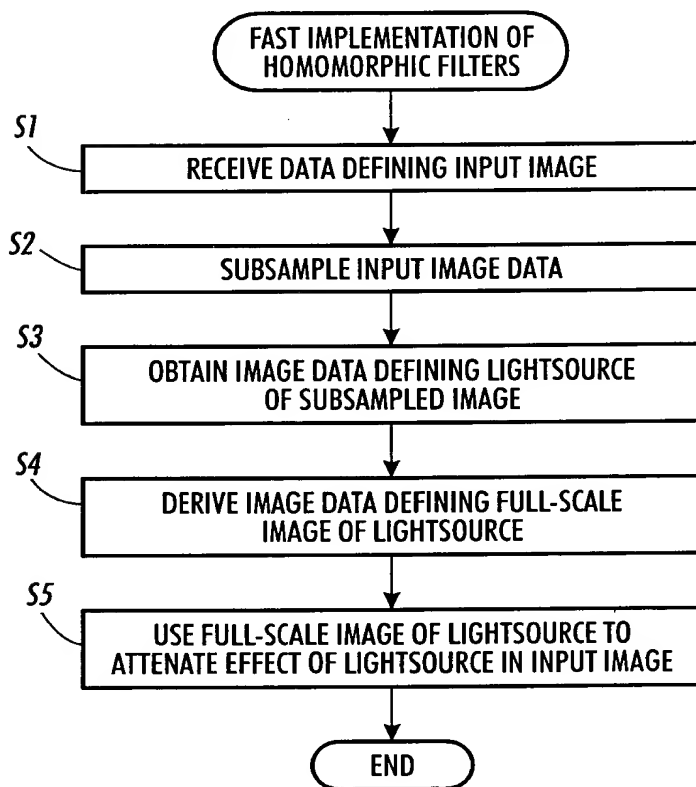 FAST IMPLEMENTATION OF
HOMOMORPHIC FILTERS
S1
RECEIVE DATA DEFINING INPUT IMAGE
S2
SUBSAMPLE INPUT IMAGE DATA
S3
OBTAIN IMAGE DATA DEFINING LIGHTSOURCE
OF SUBSAMPLED IMAGE
S4
DERIVE IMAGE DATA DEFINING FULL-SCALE
IMAGE OF LIGHTSOURCE
S5
USE FULL-SCALE IMAGE OF LIGHTSOURCE TO
ATTENATE EFFECT OF LIGHTSOURCE IN INPUT IMAGE
END